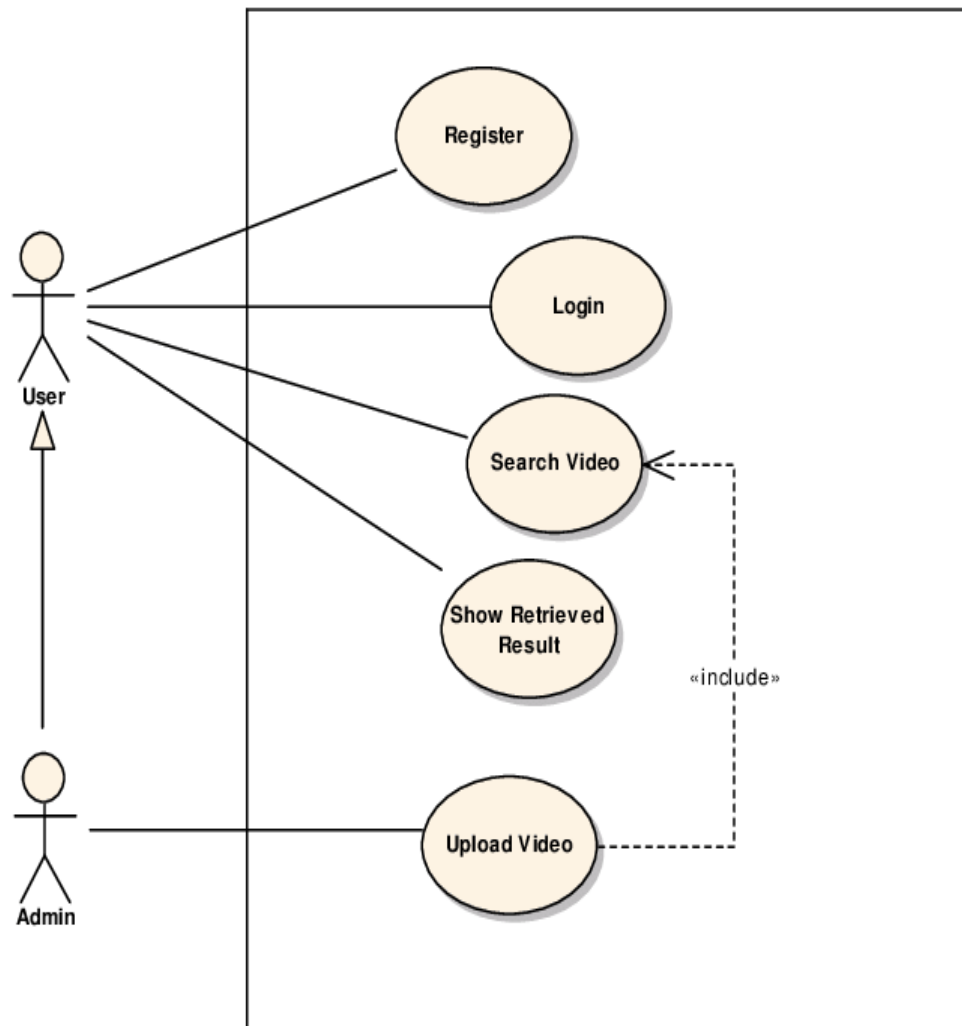 Register
Login
User
Search Video
Show Retrieved
Result
«include»
Upload Video
Admin